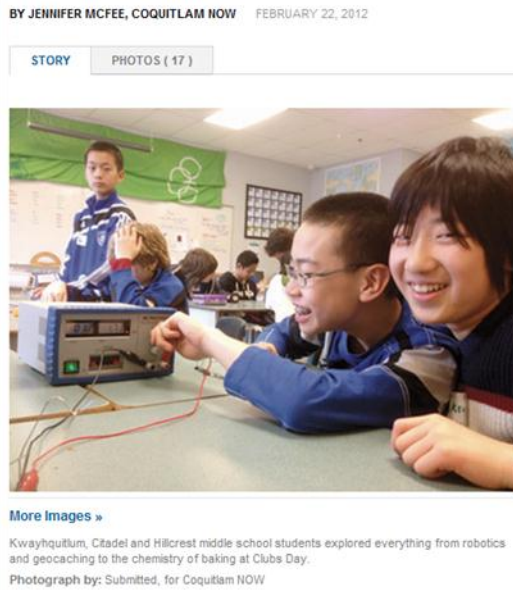 BY JENNIFER MCFEE, COQUITLAM NOW FEBRUARY 22, 2012
STORY PHOTOS ( 17 )
More Images »
Kwayhquitlum, Citadel and Hillcrest middle school students explored everything from robotics
and geocaching to the chemistry of baking at Clubs Day.
Photograph by: Submitted, for Coquitlam NOW